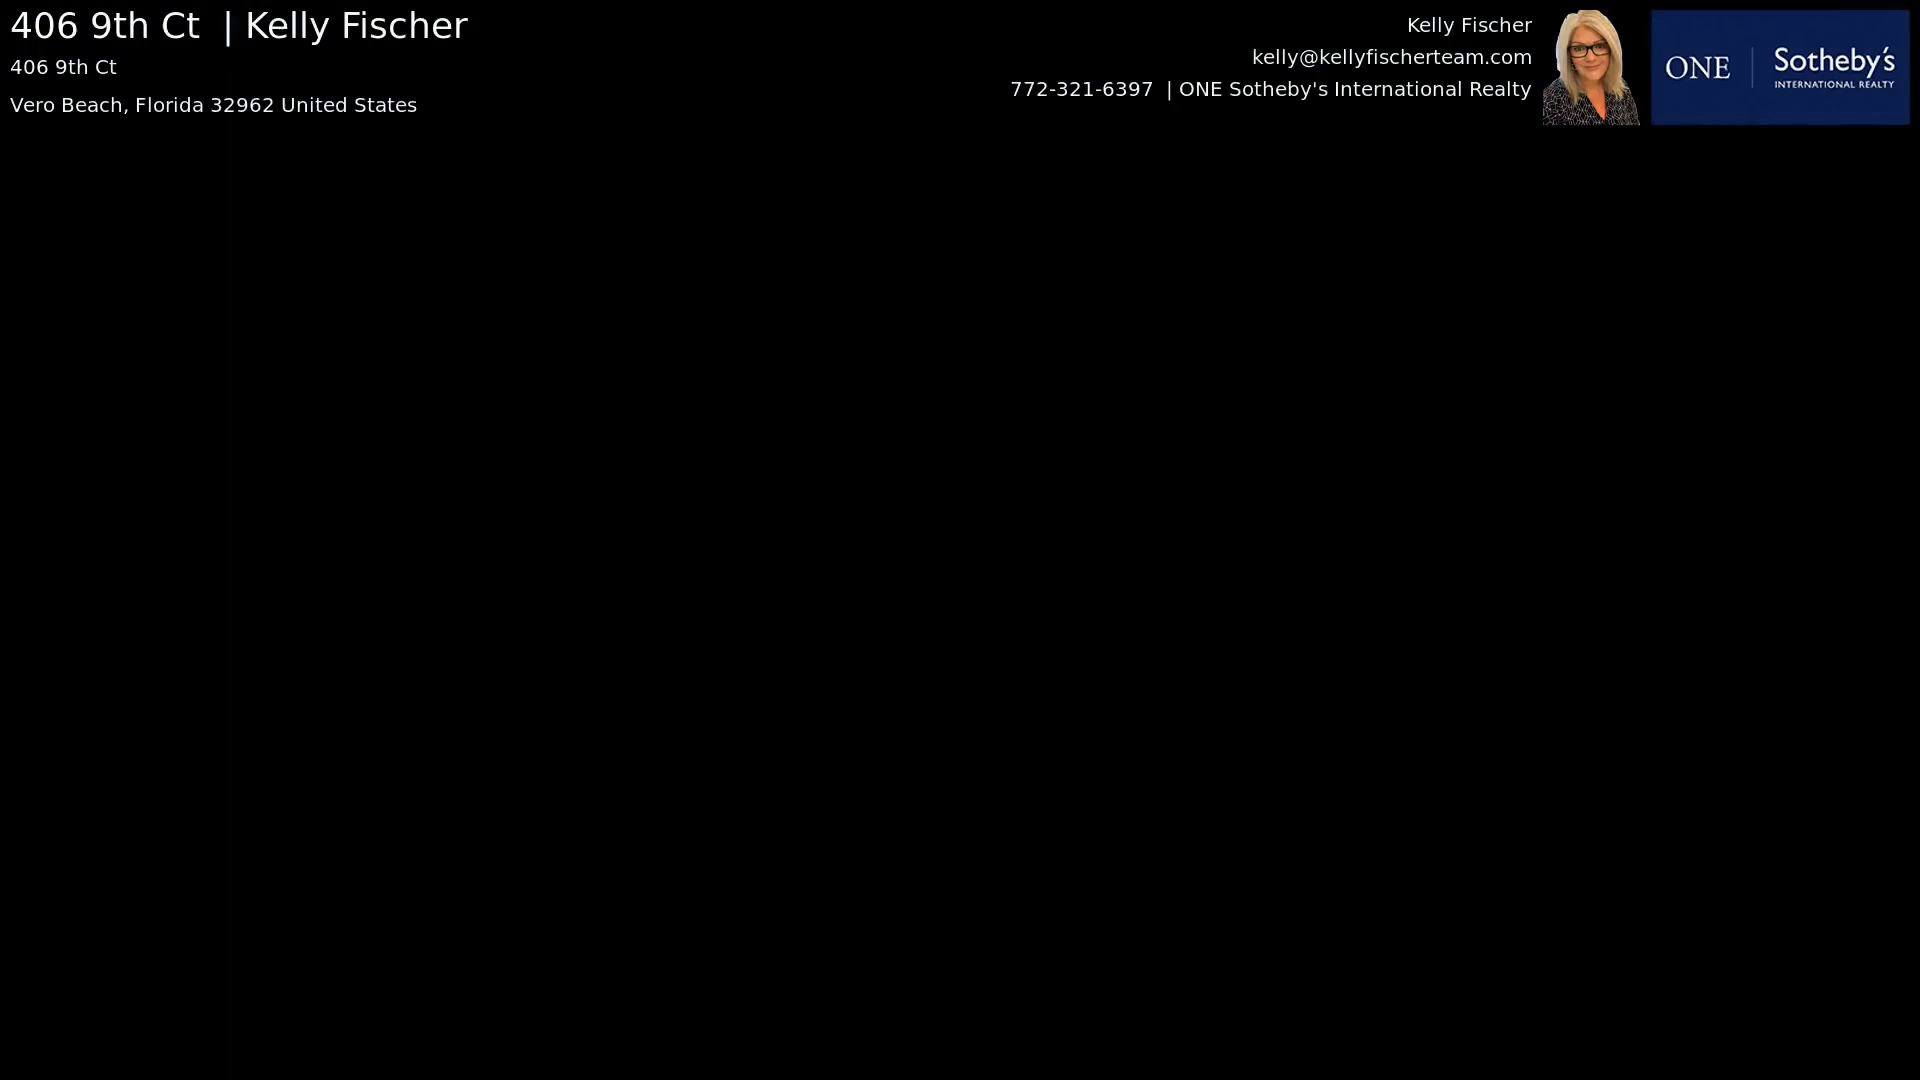 406 9th Ct | Kelly Fischer
406 9th Ct
Vero Beach, Florida 32962 United States
Kelly Fischer
kelly@kellyfischerteam.com
772-321-6397 | ONE Sotheby's International Realty
ONE | Sotheby's
INTERNATIONAL REALTY